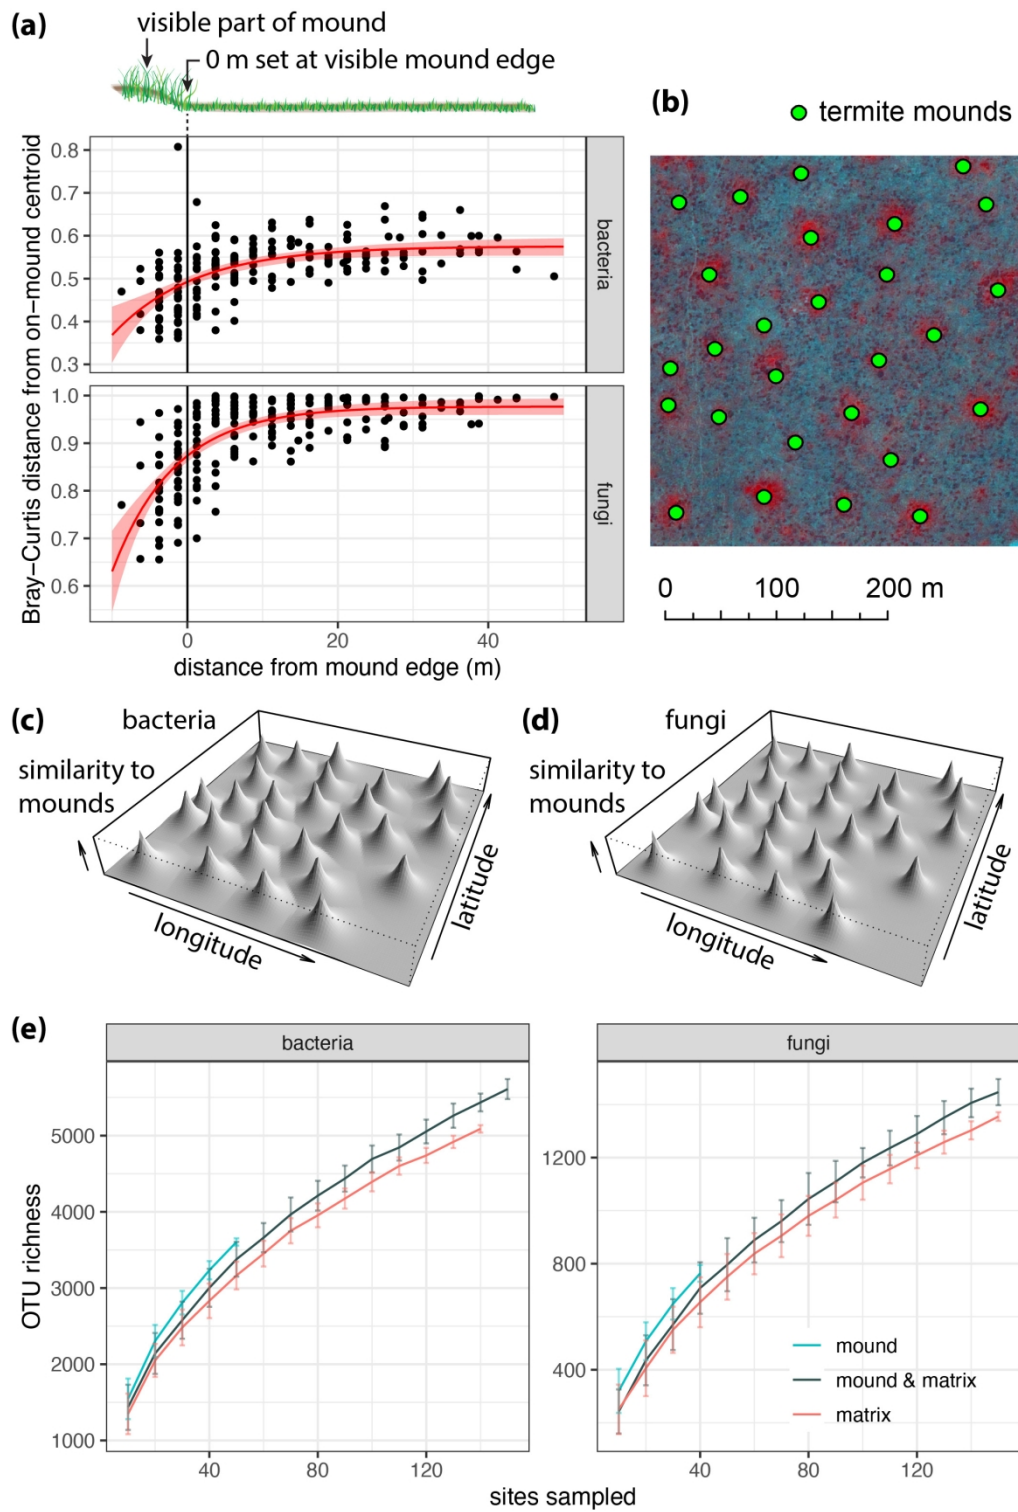 (a)
visible part of mound
0 m set at visible mound edge
Bray−Curtis distance from on−mound centroid
0.8
0.7
0.6
0.5
0.4
0.3
bacteria
1.0
0.9
0.8
0.7
0.6
fungi
0 20 40
distance from mound edge (m)
(b)
termite mounds
0 100 200 m
(c)
bacteria
similarity to
mounds
longitude
latitude
(d)
fungi
similarity to
mounds
longitude
latitude
(e)
bacteria
fungi
OTU richness
5000
4000
3000
2000
1000
40 80 120
1200
800
400
40 80 120
mound
mound & matrix
matrix
sites sampled